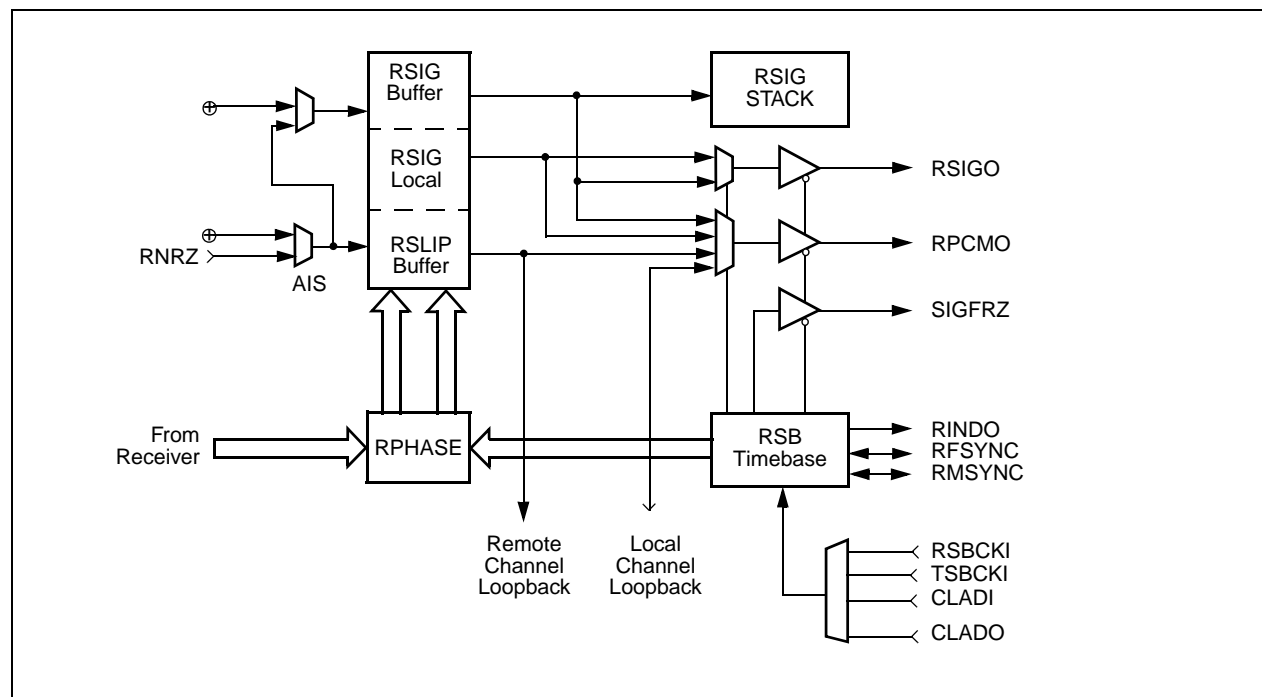 RSIG
Buffer
RSIG
STACK
RSIG
Local
RSIGO
RSLIP
Buffer
RNRZ
AIS
RPCMO
SIGFRZ
From
Receiver
RPHASE
RSB
Timebase
RINDO
RFSYNC
RMSYNC
Remote
Channel
Loopback
Local
Channel
Loopback
RSBCKI
TSBCKI
CLADI
CLADO